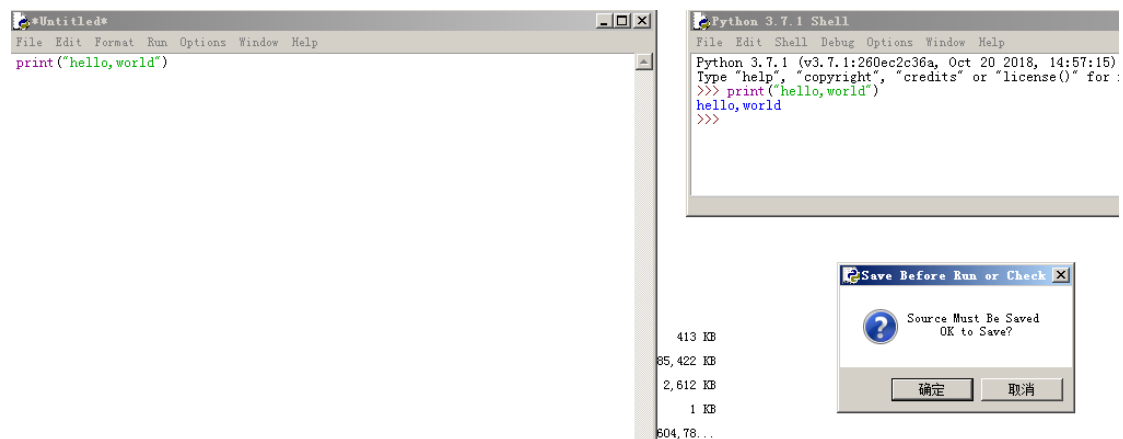 *Untitled*
File Edit Format Run Options Window Help
print("hello,world")
Python 3.7.1 Shell
File Edit Shell Debug Options Window Help
Python 3.7.1 (v3.7.1:260ec2c36a, Oct 20 2018, 14:57:15)
Type "help", "copyright", "credits" or "license()" for
>>> print("hello,world")
hello,world
>>>
Save Before Run or Check
Source Must Be Saved
OK to Save?
确定 取消
413 KB
85,422 KB
2,612 KB
1 KB
604,78...